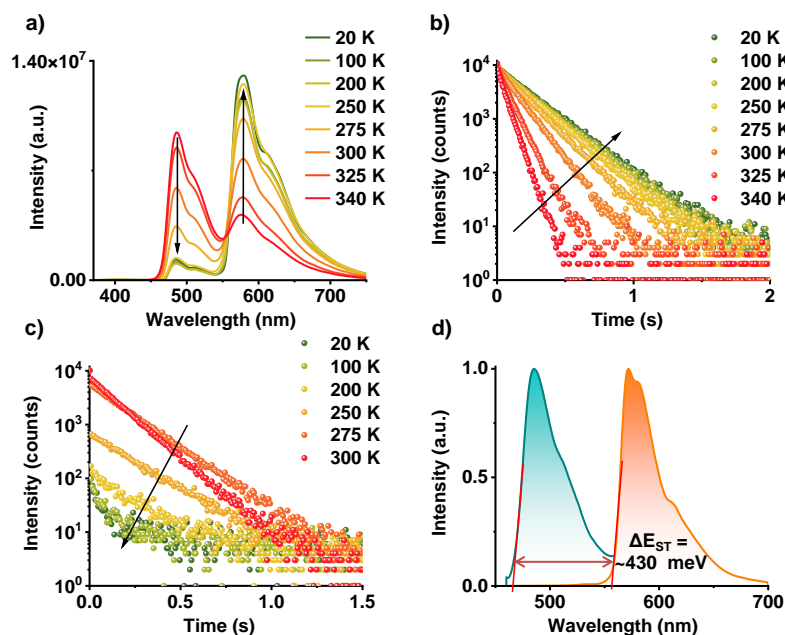 a)
1.40×10⁷
0.00
Intensity (a.u.)
400 500 600 700
Wavelength (nm)
20 K
100 K
200 K
250 K
275 K
300 K
325 K
340 K
b)
10⁴
10³
10²
10¹
10⁰
Intensity (counts)
0 1 2
Time (s)
20 K
100 K
200 K
250 K
275 K
300 K
325 K
340 K
c)
10⁴
10³
10²
10¹
10⁰
Intensity (counts)
0.0 0.5 1.0 1.5
Time (s)
20 K
100 K
200 K
250 K
275 K
300 K
d)
1.0
0.5
0.0
Intensity (a.u.)
500 600 700
Wavelength (nm)
ΔE_ST =
~430 meV